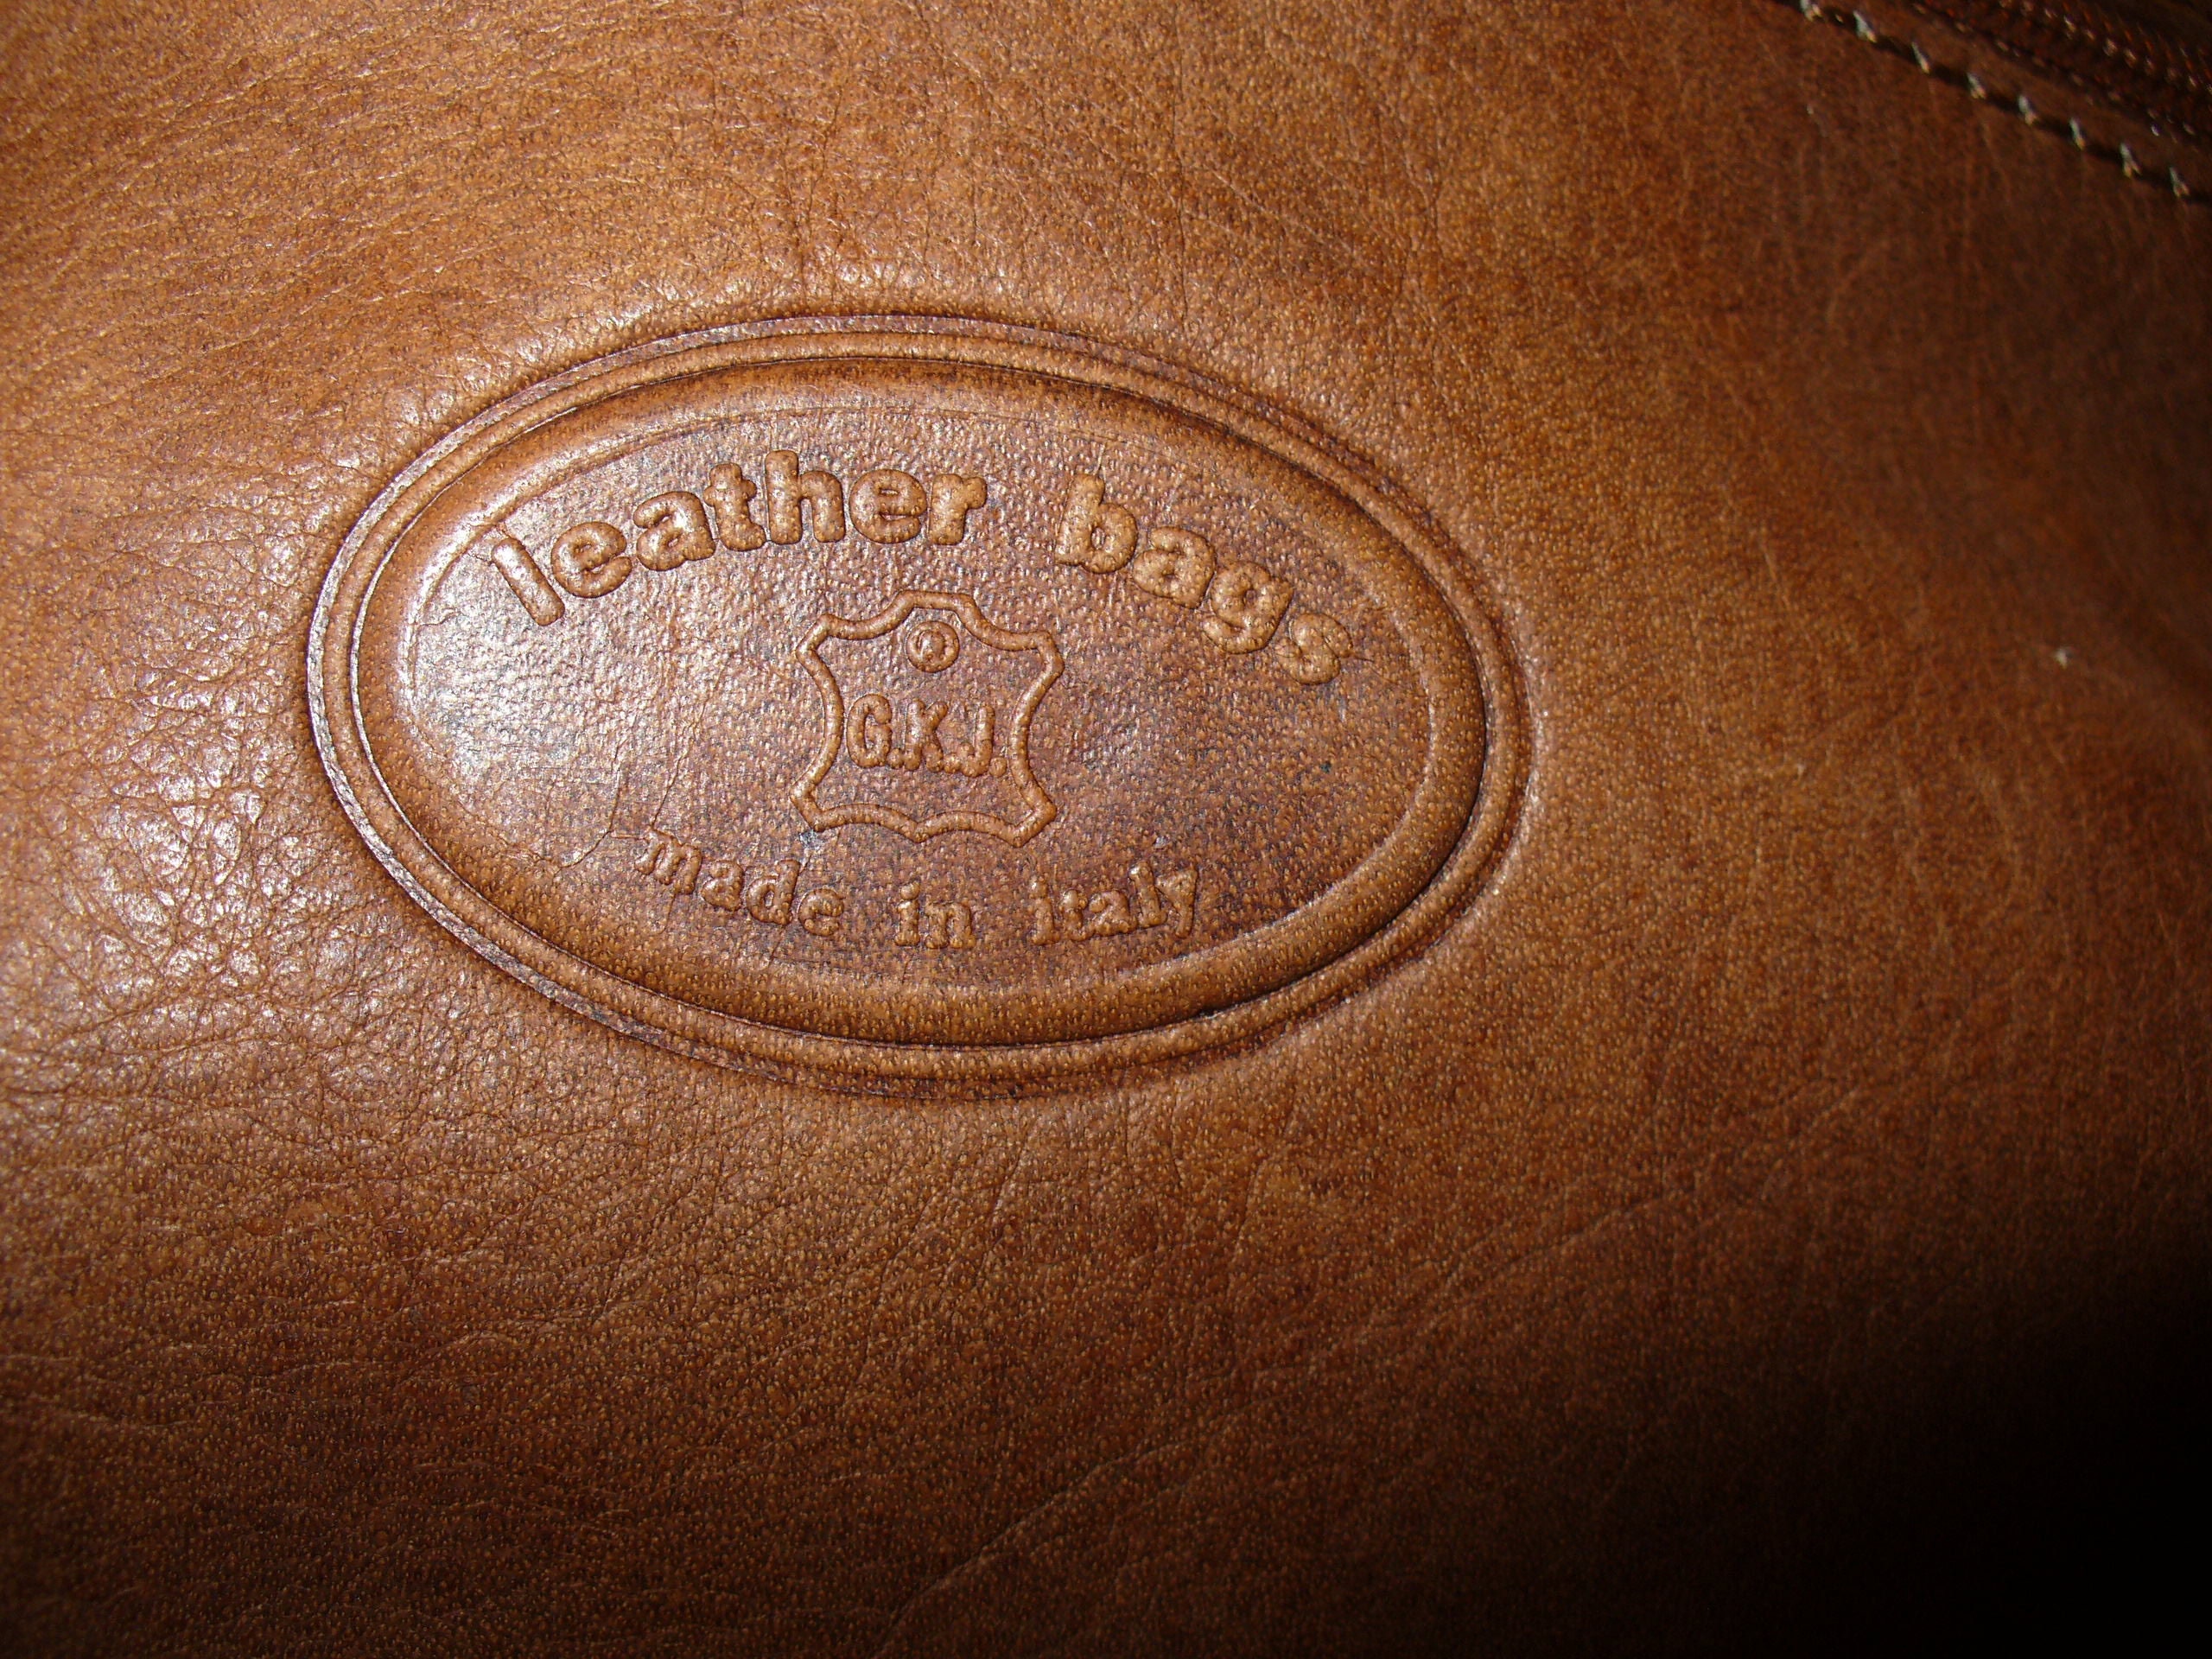 leather bags
G.K.J.
made in italy